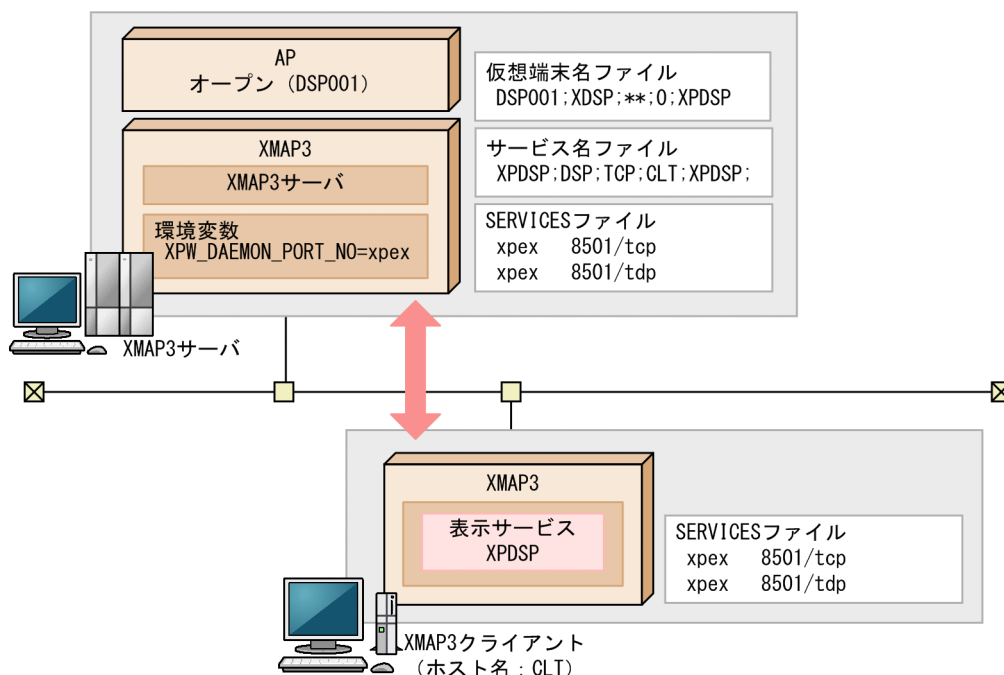 AP
オープン（DSP001）
仮想端末名ファイル
DSP001;XDSP;**;0;XPDSP
XMAP3
XMAP3サーバ
環境変数
XPW_DAEMON_PORT_NO=xpex
サービス名ファイル
XPDSP;DSP;TCP;CLT;XPDSP;
SERVICESファイル
xpex 8501/tcp
xpex 8501/tdp
XMAP3サーバ
XMAP3
表示サービス
XPDSP
SERVICESファイル
xpex 8501/tcp
xpex 8501/tdp
XMAP3クライアント
（ホスト名：CLT）